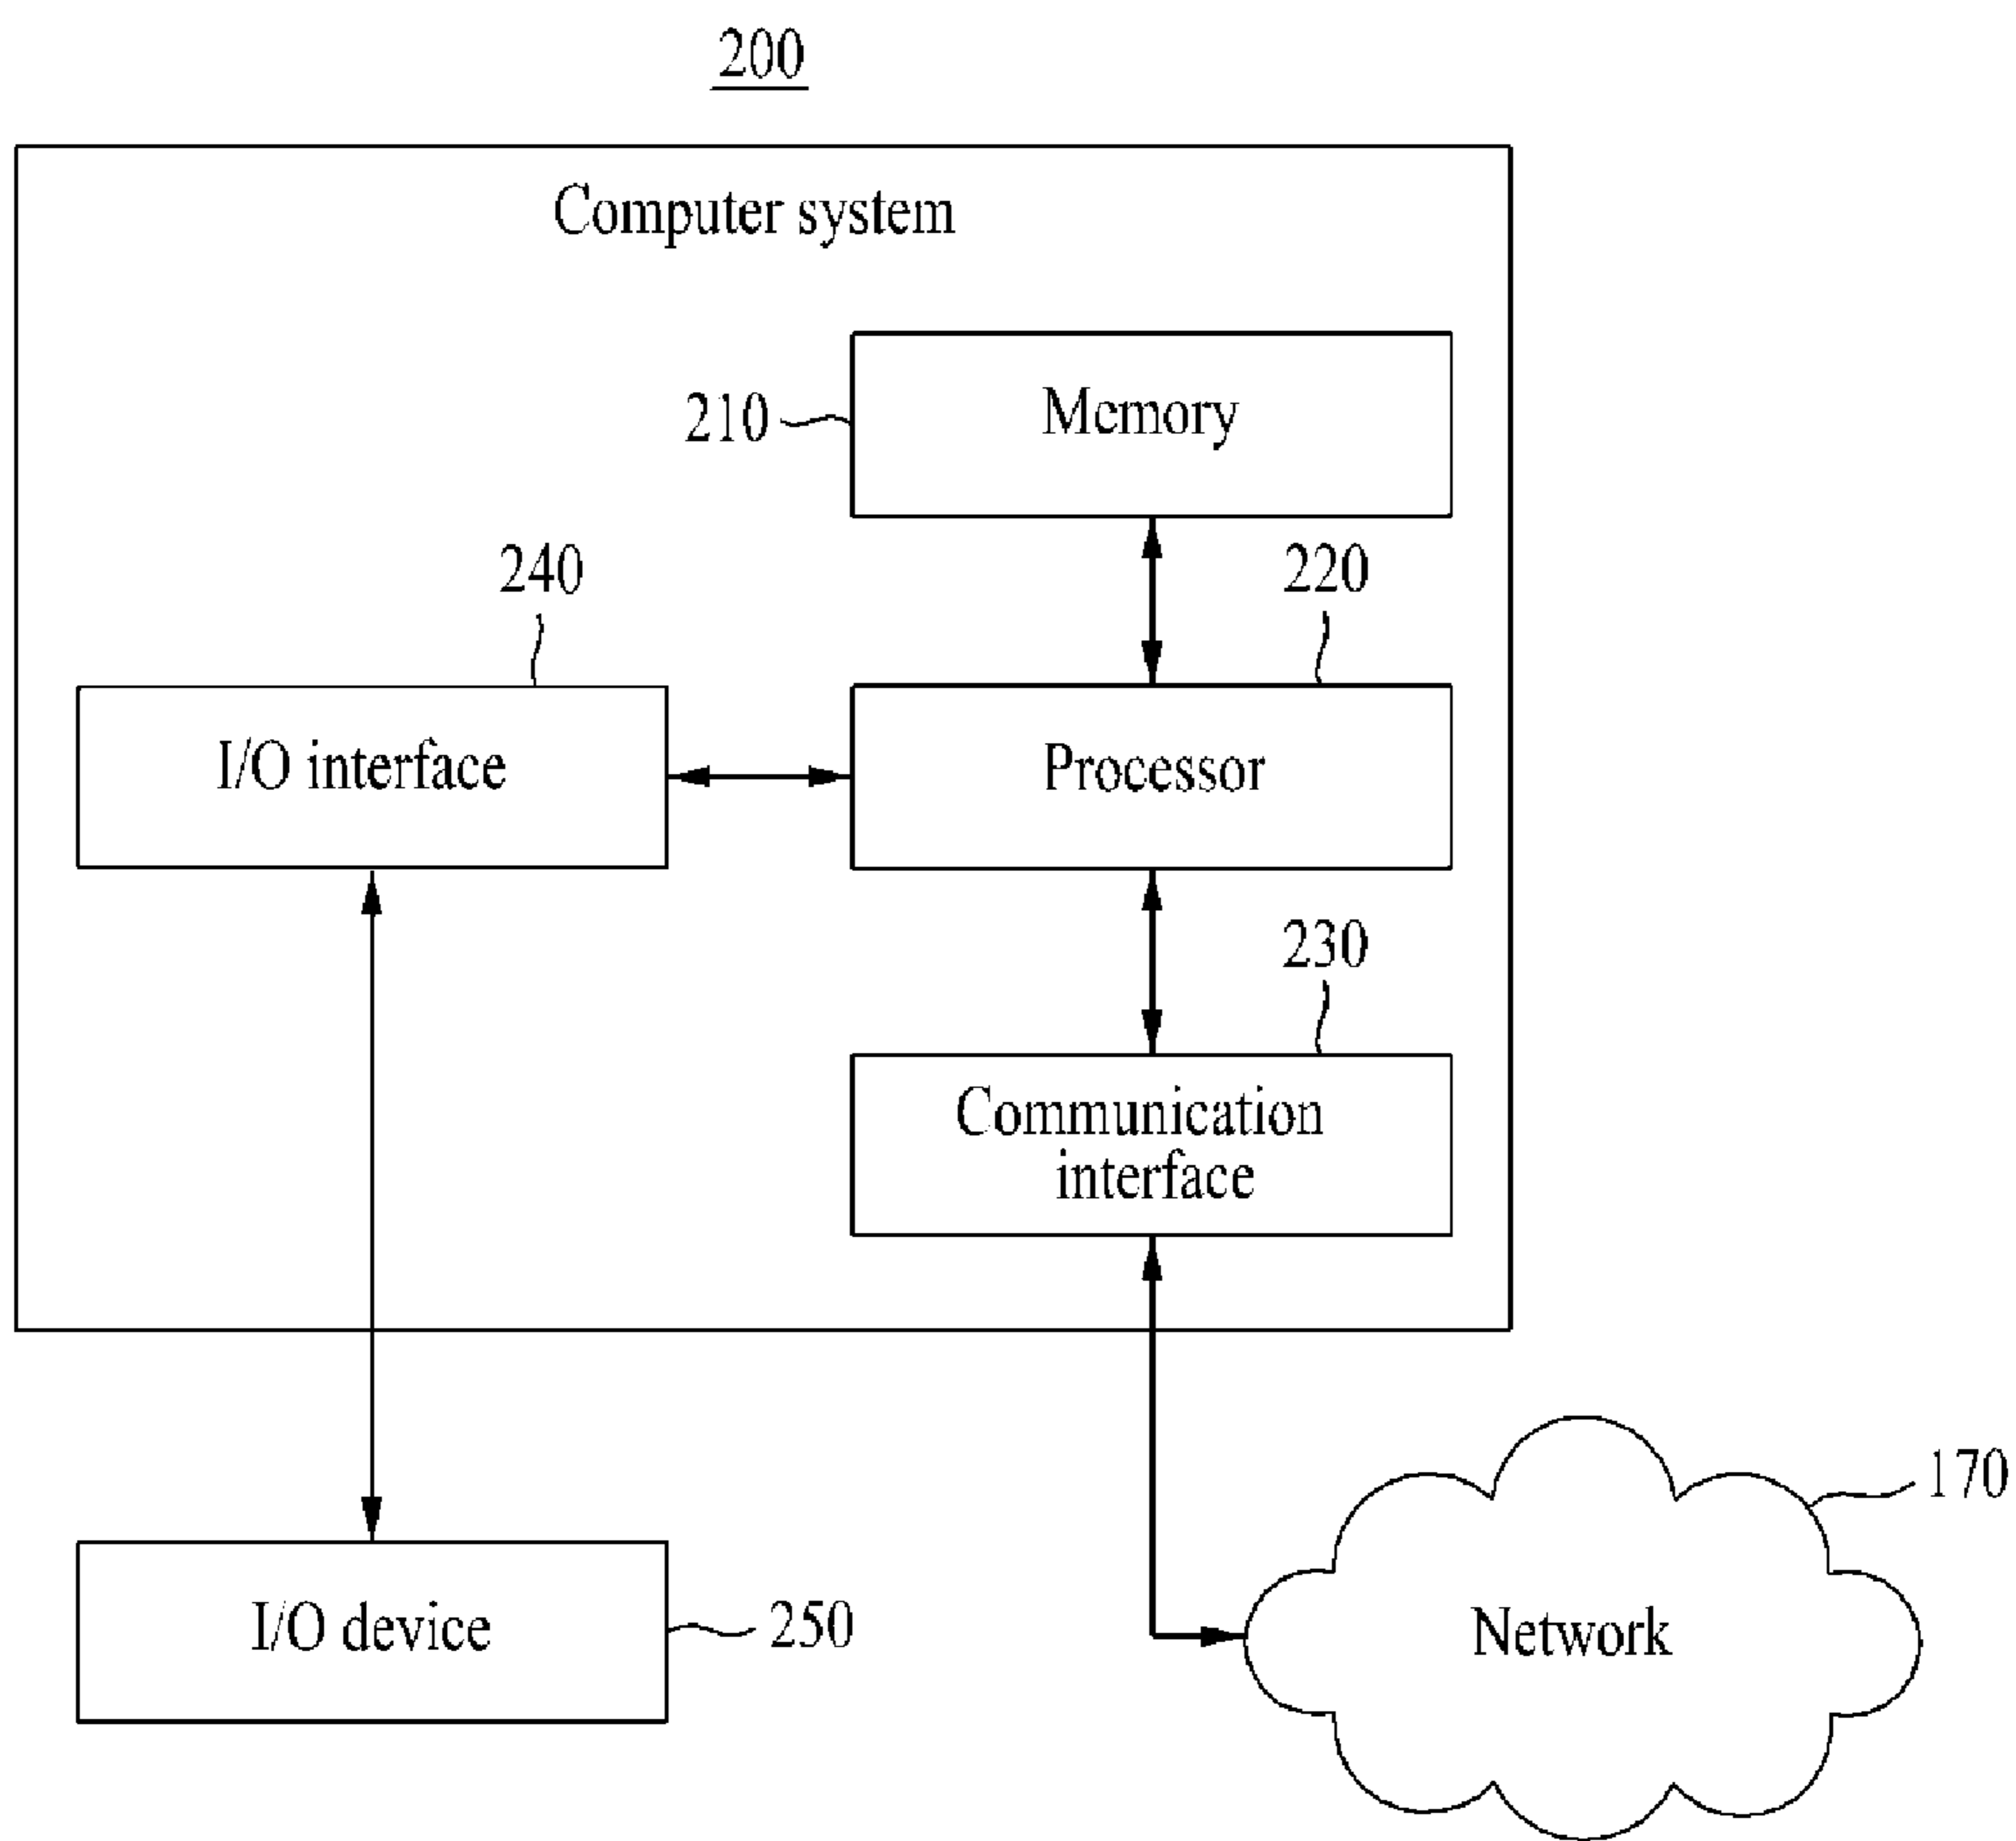 200
Computer system
Memory
210
240
220
I/O interface
Processor
230
Communication
interface
170
I/O device
250
Network